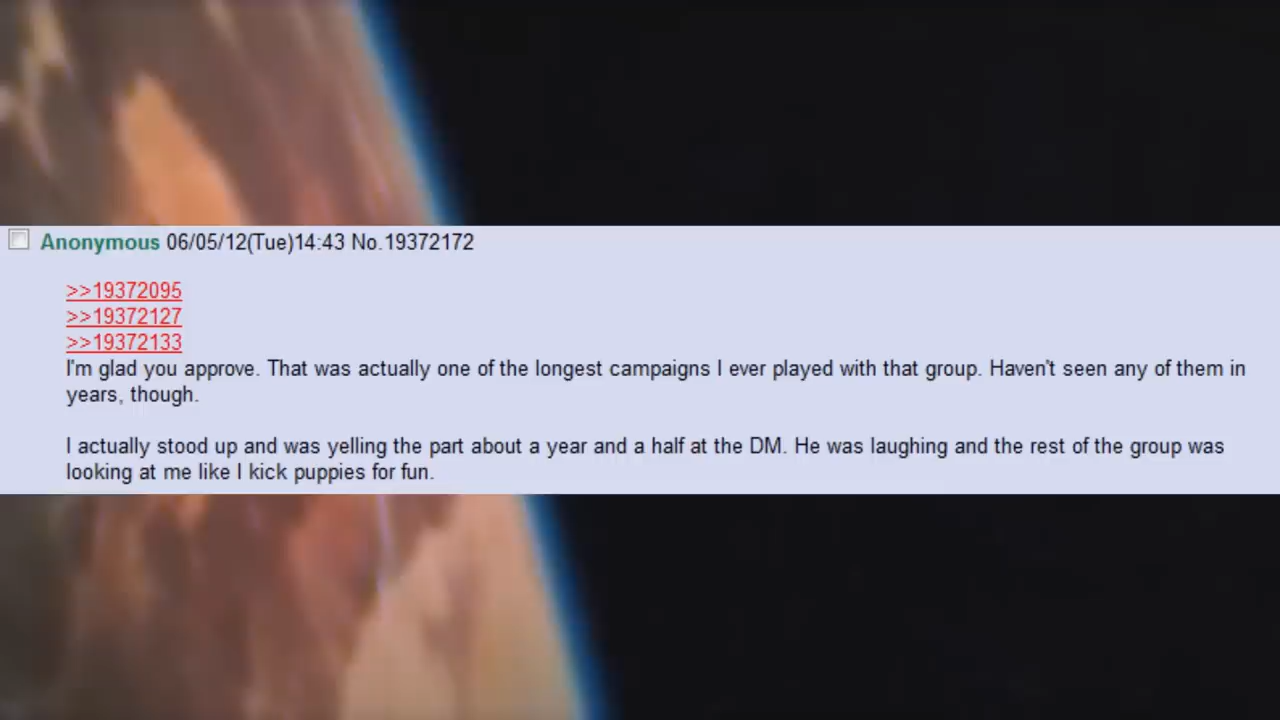 Anonymous 06/05/12(Tue)14:43 No.19372172
>>19372095
>>19372127
>>19372133
I'm glad you approve. That was actually one of the longest campaigns I ever played with that group. Haven't seen any of them in
years, though.
I actually stood up and was yelling the part about a year and a half at the DM. He was laughing and the rest of the group was
looking at me like I kick puppies for fun.